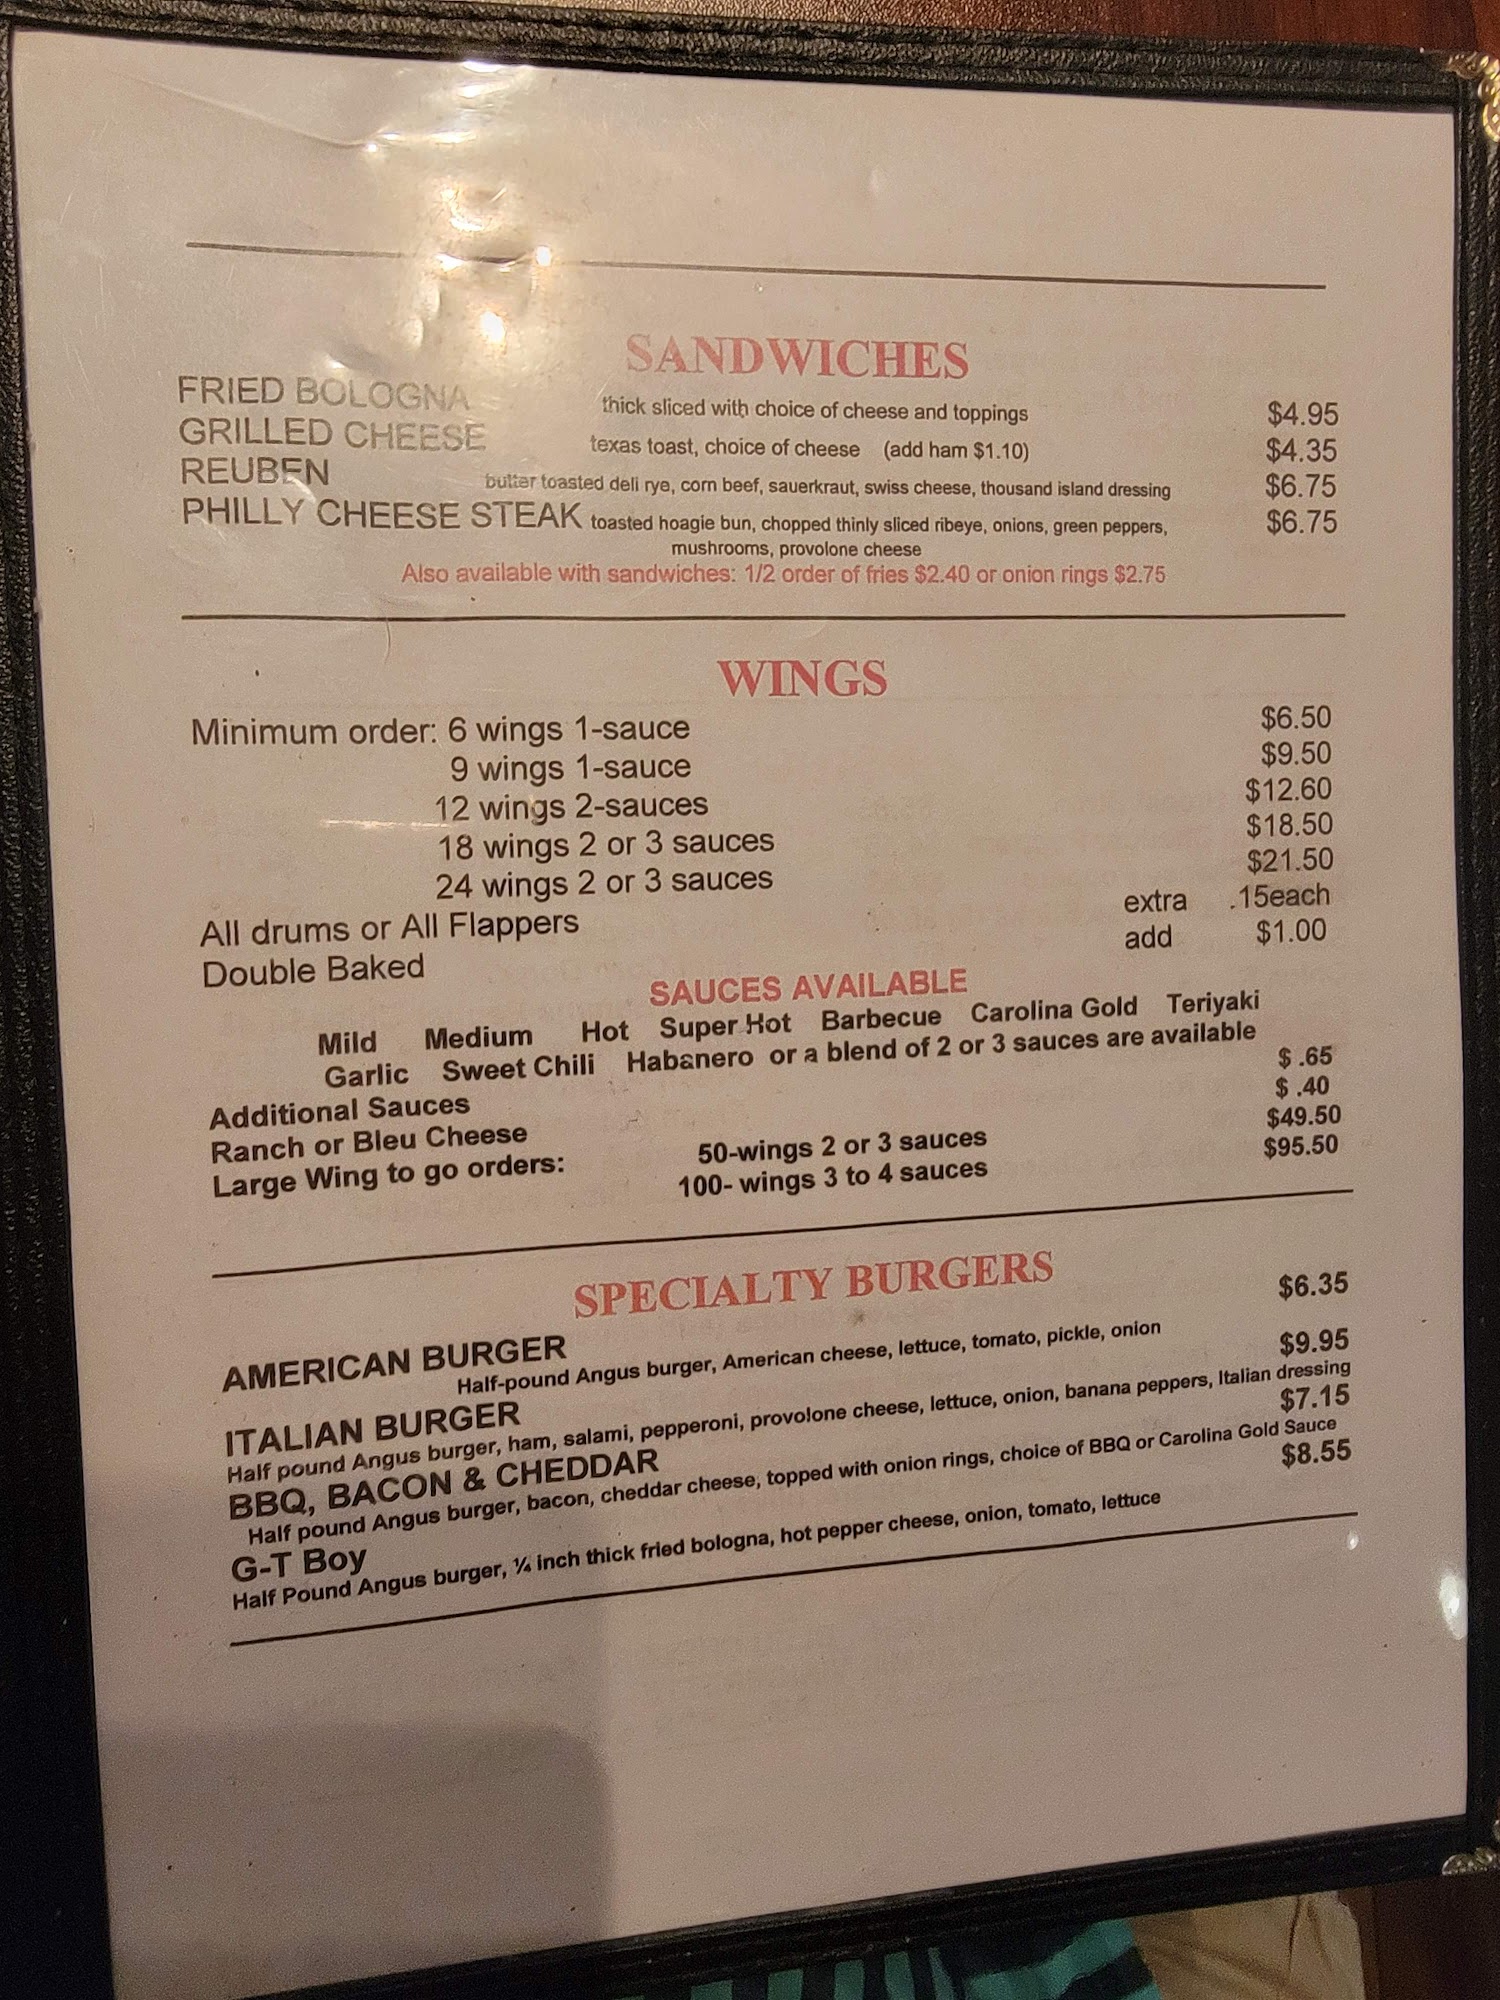 SANDWICHES
FRIED BOLOGNA thick sliced with choice of cheese and toppings $4.95
GRILLED CHEESE texas toast, choice of cheese (add ham $1.10) $4.35
REUBEN butter toasted deli rye, corn beef, sauerkraut, swiss cheese, thousand island dressing $6.75
PHILLY CHEESE STEAK toasted hoagie bun, chopped thinly sliced ribeye, onions, green peppers, $6.75
mushrooms, provolone cheese
Also available with sandwiches: 1/2 order of fries $2.40 or onion rings $2.75
WINGS
Minimum order: 6 wings 1-sauce $6.50
9 wings 1-sauce $9.50
12 wings 2-sauces $12.60
18 wings 2 or 3 sauces $18.50
24 wings 2 or 3 sauces $21.50
All drums or All Flappers extra .15each
Double Baked add $1.00
SAUCES AVAILABLE
Mild Medium Hot Super Hot Barbecue Carolina Gold Teriyaki
Garlic Sweet Chili Habanero or a blend of 2 or 3 sauces are available
Additional Sauces $ .65
Ranch or Bleu Cheese $ .40
Large Wing to go orders: 50-wings 2 or 3 sauces $49.50
100- wings 3 to 4 sauces $95.50
SPECIALTY BURGERS
AMERICAN BURGER $6.35
Half-pound Angus burger, American cheese, lettuce, tomato, pickle, onion
ITALIAN BURGER $9.95
Half pound Angus burger, ham, salami, pepperoni, provolone cheese, lettuce, onion, banana peppers, Italian dressing
BBQ, BACON & CHEDDAR $7.15
Half pound Angus burger, bacon, cheddar cheese, topped with onion rings, choice of BBQ or Carolina Gold Sauce
G-T Boy $8.55
Half Pound Angus burger, ¼ inch thick fried bologna, hot pepper cheese, onion, tomato, lettuce